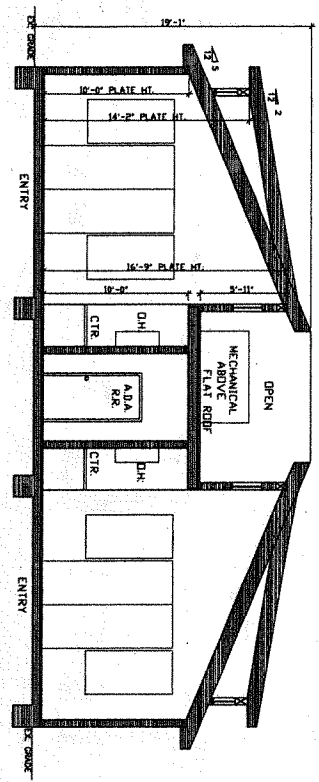 19'-1"
EX. GRADE
10'-0" PLATE HT.
14'-2" PLATE HT.
16'-9" PLATE HT.
5
12
2
12
ENTRY
10'-0"
5'-11"
O.H.
CTR.
A.D.A.
R.R.
OPEN
MECHANICAL
ABOVE
FLAT ROOF
O.H.
CTR.
ENTRY
EX. GRADE